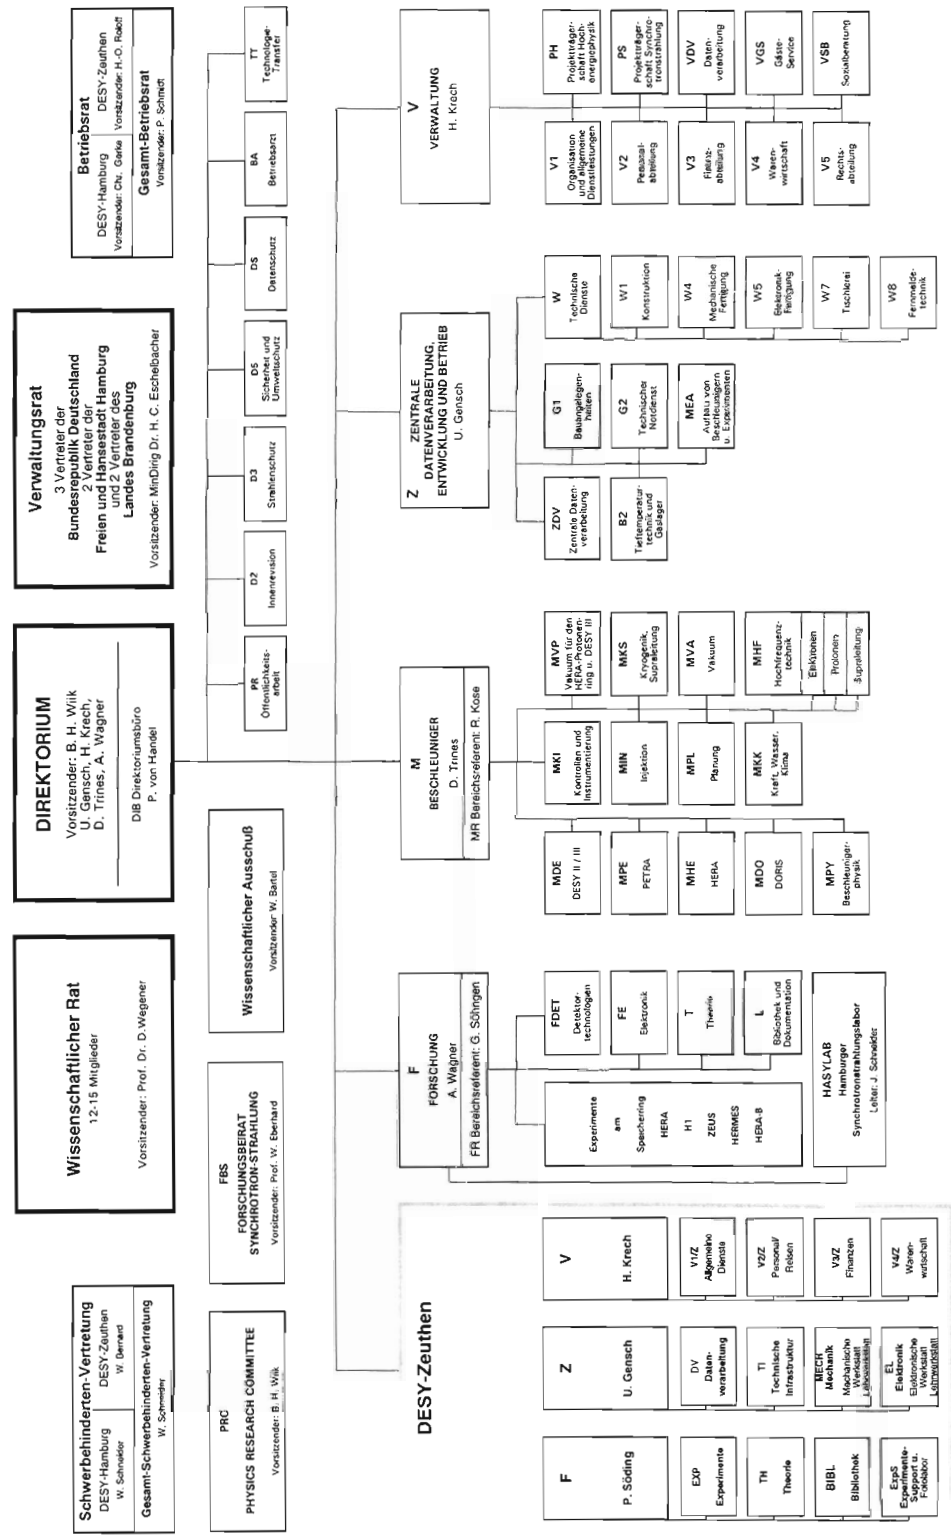 Schwerbehinderten-Vertretung
DESY-Hamburg
W. Schneider
DESY-Zeuthen
W. Bernard
Gesamt-Schwerbehinderten-Vertretung
W. Schneider
Wissenschaftlicher Rat
12-15 Mitglieder
Vorsitzender: Prof. Dr. D. Wegener
DIREKTORIUM
Vorsitzender: B. H. Wiik
U. Gensch, H. Krech,
D. Trines, A. Wagner
DIB Direktoriumsbüro
P. von Handel
Verwaltungsrat
3 Vertreter der
Bundesrepublik Deutschland
2 Vertreter der
Freien und Hansestadt Hamburg
und 2 Vertreter des
Landes Brandenburg
Vorsitzender: MinDirig Dr. H. C. Eschelbacher
Betriebsrat
DESY-Hamburg
Vorsitzender: Chr. Gerke
DESY-Zeuthen
Vorsitzender: H.-O. Roloff
Gesamt-Betriebsrat
Vorsitzender: P. Schmidt
PRC
PHYSICS RESEARCH COMMITTEE
Vorsitzender: B. H. Wiik
FBS
FORSCHUNGSBEIRAT
SYNCHROTRON-STRAHLUNG
Vorsitzender: Prof. W. Eberhard
Wissenschaftlicher Ausschuß
Vorsitzender W. Bartel
PR
Öffentlichkeits-
arbeit
D2
Innenrevision
D3
Strahlenschutz
D5
Sicherheit und
Umweltschutz
DS
Datenschutz
BA
Betriebsarzt
TT
Technologie-
Transfer
DESY-Zeuthen
F
P. Söding
EXP
Experimente
TH
Theorie
BIBL
Bibliothek
ExpS
Experimente-
Support u.
Fotolabor
Z
U. Gensch
DV
Daten-
verarbeitung
TI
Technische
Infrastruktur
MECH
Mechanik
Mechanische
Werkstatt
Lehrwerkstatt
EL
Elektronik
Elektronische
Werkstatt
Lehrwerkstatt
V
H. Krech
V1/Z
Allgemeine
Dienste
V2/Z
Personal/
Reisen
V3/Z
Finanzen
V4/Z
Waren-
wirtschaft
F
FORSCHUNG
A. Wagner
FR Bereichsreferent: G. Söhngen
Experimente
am
Speicherring
HERA
H1
ZEUS
HERMES
HERA-B
FDET
Detektor-
technologien
FE
Elektronik
T
Theorie
L
Bibliothek und
Dokumentation
HASYLAB
Hamburger
Synchrotronstrahlungslabor
Leiter: J. Schneider
M
BESCHLEUNIGER
D. Trines
MR Bereichsreferent: R. Kose
MDE
DESY II / III
MPE
PETRA
MHE
HERA
MDO
DORIS
MPY
Beschleuniger-
physik
MKI
Kontrollen und
Instrumentierung
MIN
Injektion
MPL
Planung
MKK
Kraft, Wasser,
Klima
MVP
Vakuum für den
HERA-Protonen-
ring u. DESY III
MKS
Kryogenik,
Supraleitung
MVA
Vakuum
MHF
Hochfrequenz-
technik
Elektronen
Protonen
Supraleitung
Z
ZENTRALE
DATENVERARBEITUNG,
ENTWICKLUNG UND BETRIEB
U. Gensch
ZDV
Zentrale Daten-
verarbeitung
B2
Tieftemperatur-
technik und
Gaslager
G1
Bauangelegen-
heiten
G2
Technischer
Notdienst
MEA
Aufbau von
Beschleunigern
u. Experimenten
W
Technische
Dienste
W1
Konstruktion
W4
Mechanische
Fertigung
W5
Elektronik-
Fertigung
W7
Tischlerei
W8
Fernmelde-
technik
V
VERWALTUNG
H. Krech
V1
Organisation
und allgemeine
Dienstleistungen
V2
Personal-
abteilung
V3
Finanz-
abteilung
V4
Waren-
wirtschaft
V5
Rechts-
abteilung
PH
Projektträger-
schaft Hoch-
energiephysik
PS
Projektträger-
schaft Synchro-
tronstrahlung
VDV
Daten-
verarbeitung
VGS
Gäste-
Service
VSB
Sozialberatung